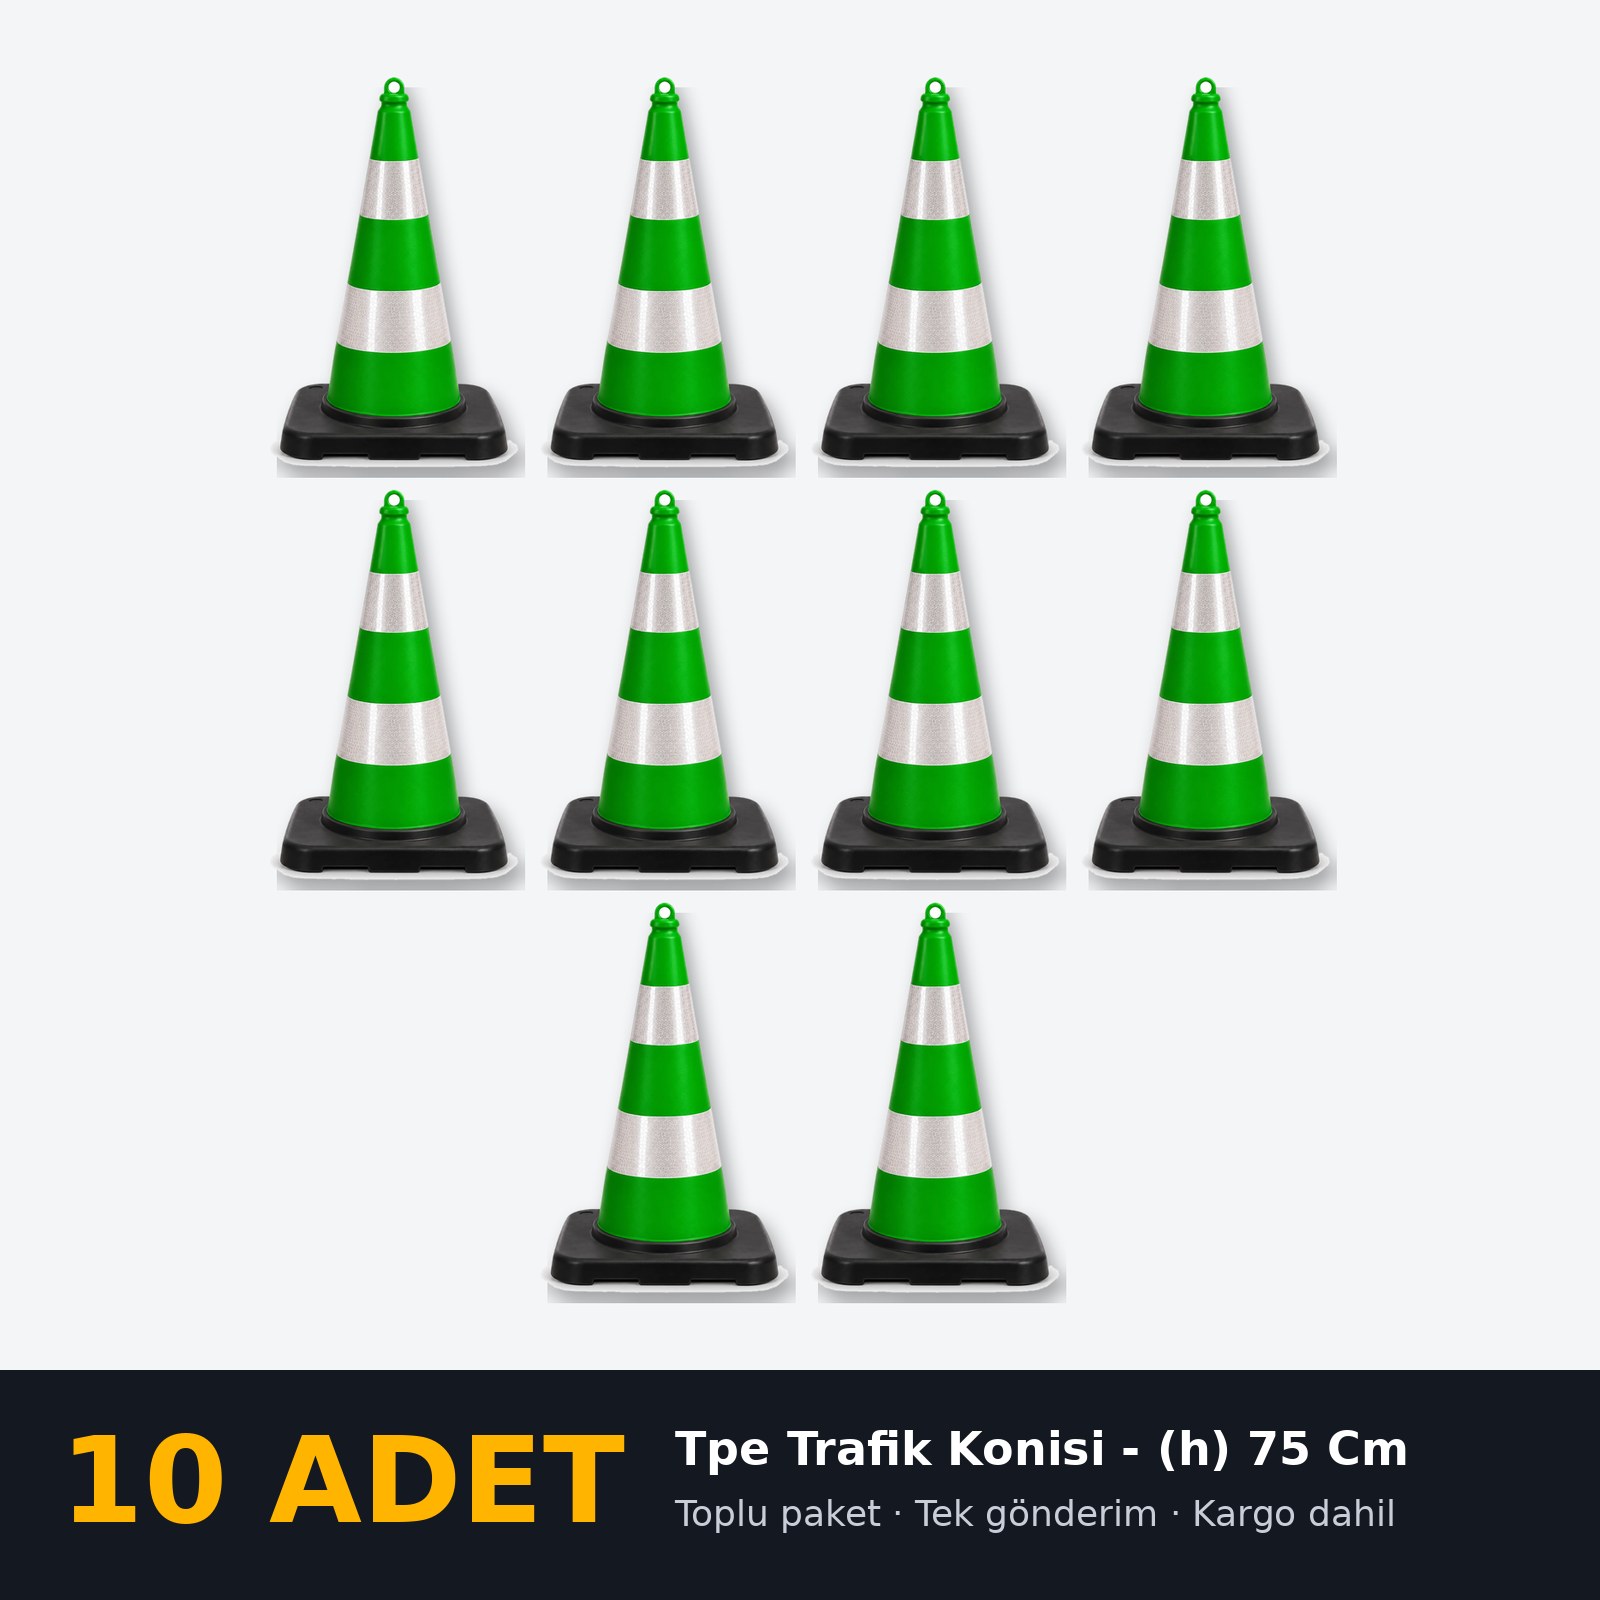 10 ADET
Tpe Trafik Konisi - (h) 75 Cm
Toplu paket · Tek gönderim · Kargo dahil